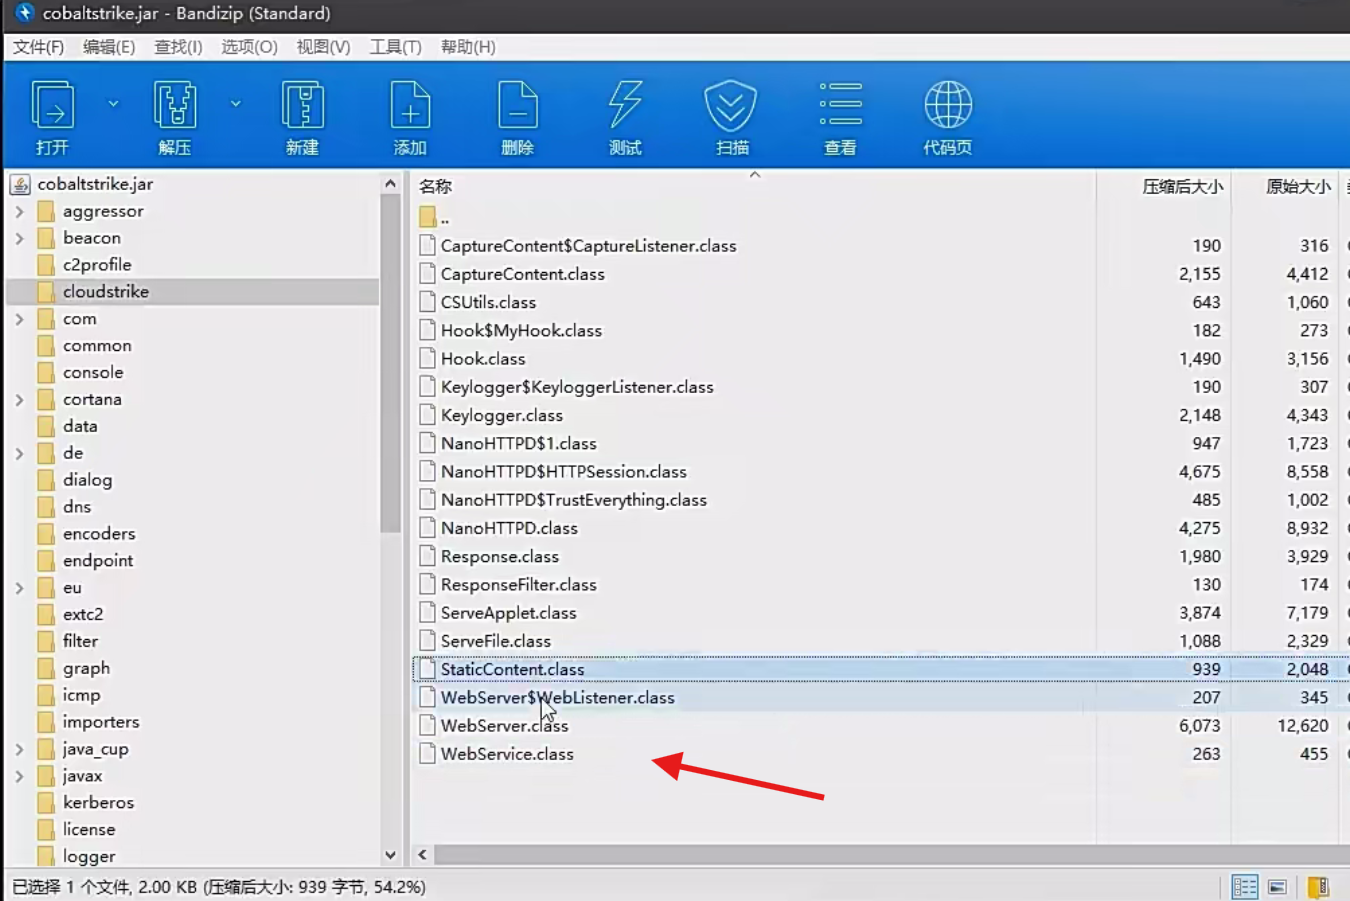 cobaltstrike.jar - Bandizip (Standard)
文件(F) 编辑(E) 查找(I) 选项(O) 视图(V) 工具(T) 帮助(H)
打开 解压 新建 添加 删除 测试 扫描 查看 代码页
cobaltstrike.jar
aggressor
beacon
c2profile
cloudstrike
com
common
console
cortana
data
de
dialog
dns
encoders
endpoint
eu
extc2
filter
graph
icmp
importers
java_cup
javax
kerberos
license
logger
名称 压缩后大小 原始大小
..
CaptureContent$CaptureListener.class 190 316
CaptureContent.class 2,155 4,412
CSUtils.class 643 1,060
Hook$MyHook.class 182 273
Hook.class 1,490 3,156
Keylogger$KeyloggerListener.class 190 307
Keylogger.class 2,148 4,343
NanoHTTPD$1.class 947 1,723
NanoHTTPD$HTTPSession.class 4,675 8,558
NanoHTTPD$TrustEverything.class 485 1,002
NanoHTTPD.class 4,275 8,932
Response.class 1,980 3,929
ResponseFilter.class 130 174
ServeApplet.class 3,874 7,179
ServeFile.class 1,088 2,329
StaticContent.class 939 2,048
WebServer$WebListener.class 207 345
WebServer.class 6,073 12,620
WebService.class 263 455
已选择 1 个文件, 2.00 KB (压缩后大小: 939 字节, 54.2%)